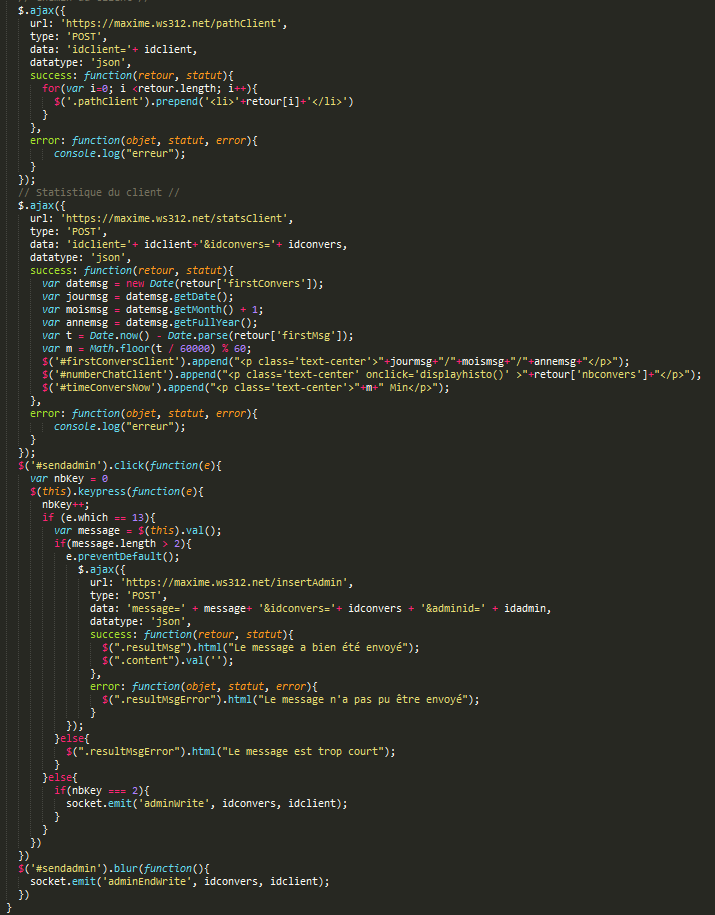 $.ajax({
url: 'https://maxime.ws312.net/pathClient',
type: 'POST',
data: 'idclient='+ idclient,
datatype: 'json',
success: function(retour, statut){
for(var i=0; i <retour.length; i++){
$('.pathClient').prepend('<li>'+retour[i]+'</li>')
}
},
error: function(objet, statut, error){
console.log("erreur");
}
});
// Statistique du client //
$.ajax({
url: 'https://maxime.ws312.net/statsClient',
type: 'POST',
data: 'idclient='+ idclient+'&idconvers='+ idconvers,
datatype: 'json',
success: function(retour, statut){
var datemsg = new Date(retour['firstConvers']);
var jourmsg = datemsg.getDate();
var moismsg = datemsg.getMonth() + 1;
var annemsg = datemsg.getFullYear();
var t = Date.now() - Date.parse(retour['firstMsg']);
var m = Math.floor(t / 60000) % 60;
$('#firstConversClient').append("<p class='text-center'>"+jourmsg+"/"+moismsg+"/"+annemsg+"</p>");
$('#numberChatClient').append("<p class='text-center' onclick='displayhisto()' >"+retour['nbconvers']+"</p>");
$('#timeConversNow').append("<p class='text-center'>"+m+" Min</p>");
},
error: function(objet, statut, error){
console.log("erreur");
}
});
$('#sendadmin').click(function(e){
var nbKey = 0
$(this).keypress(function(e){
nbKey++;
if (e.which == 13){
var message = $(this).val();
if(message.length > 2){
e.preventDefault();
$.ajax({
url: 'https://maxime.ws312.net/insertAdmin',
type: 'POST',
data: 'message=' + message+ '&idconvers='+ idconvers + '&adminid=' + idadmin,
datatype: 'json',
success: function(retour, statut){
$(".resultMsg").html("Le message a bien été envoyé");
$(".content").val('');
},
error: function(objet, statut, error){
$(".resultMsgError").html("Le message n'a pas pu être envoyé");
}
});
}else{
$(".resultMsgError").html("Le message est trop court");
}
}else{
if(nbKey === 2){
socket.emit('adminWrite', idconvers, idclient);
}
}
})
})
$('#sendadmin').blur(function(){
socket.emit('adminEndWrite', idconvers, idclient);
})
}